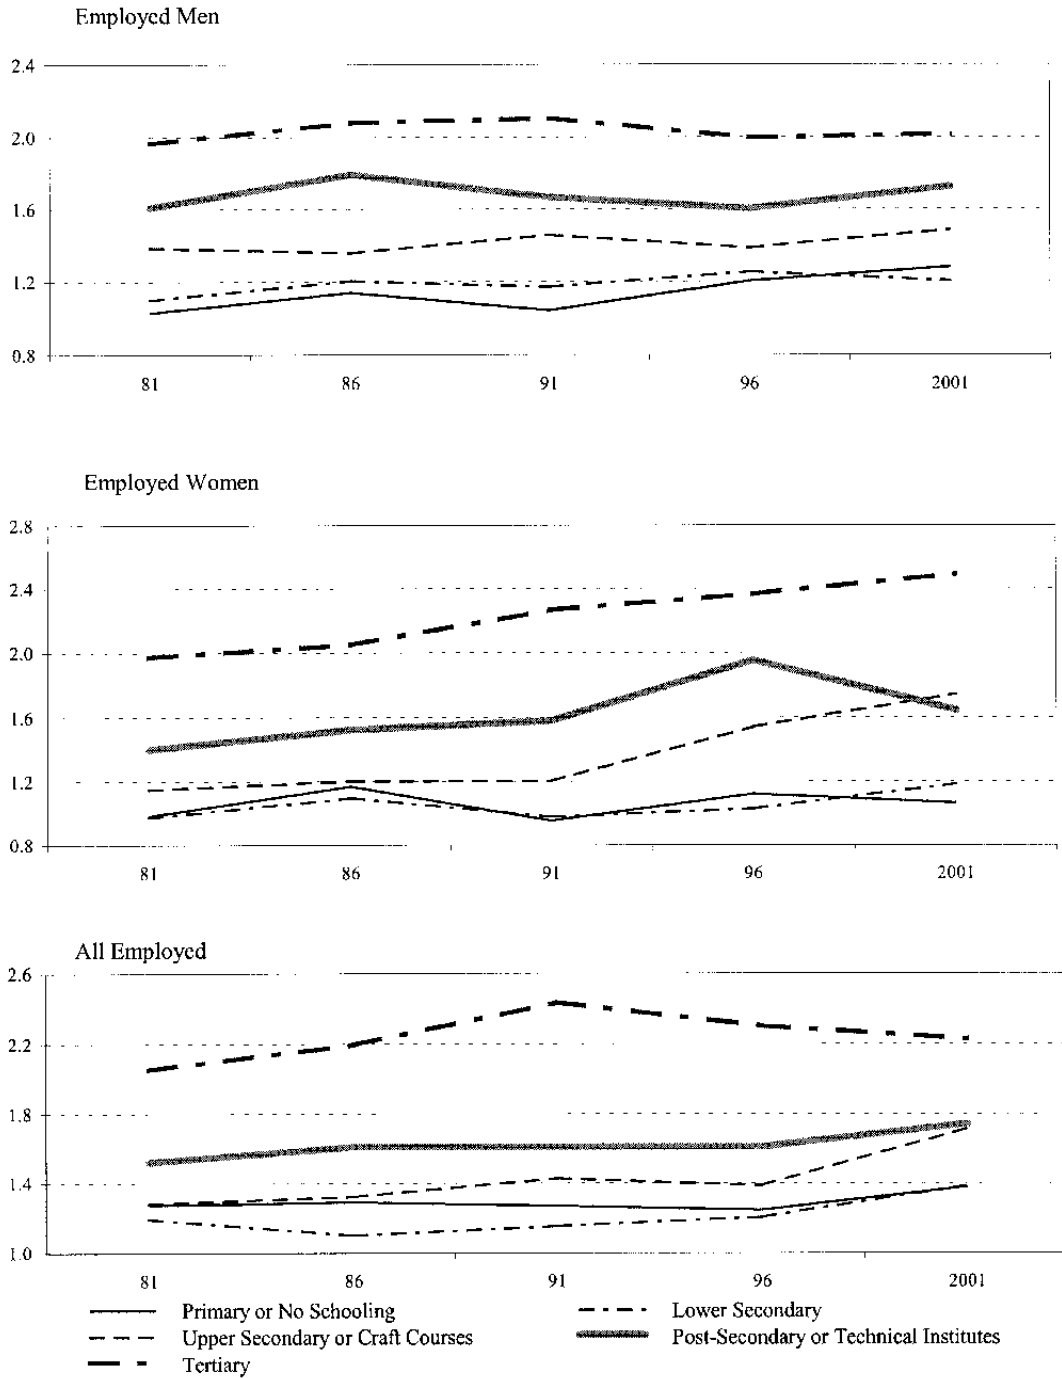 Employed Men
2.4
2.0
1.6
1.2
0.8
81 86 91 96 2001
Employed Women
2.8
2.4
2.0
1.6
1.2
0.8
81 86 91 96 2001
All Employed
2.6
2.2
1.8
1.4
1.0
81 86 91 96 2001
Primary or No Schooling Lower Secondary
Upper Secondary or Craft Courses Post-Secondary or Technical Institutes
Tertiary